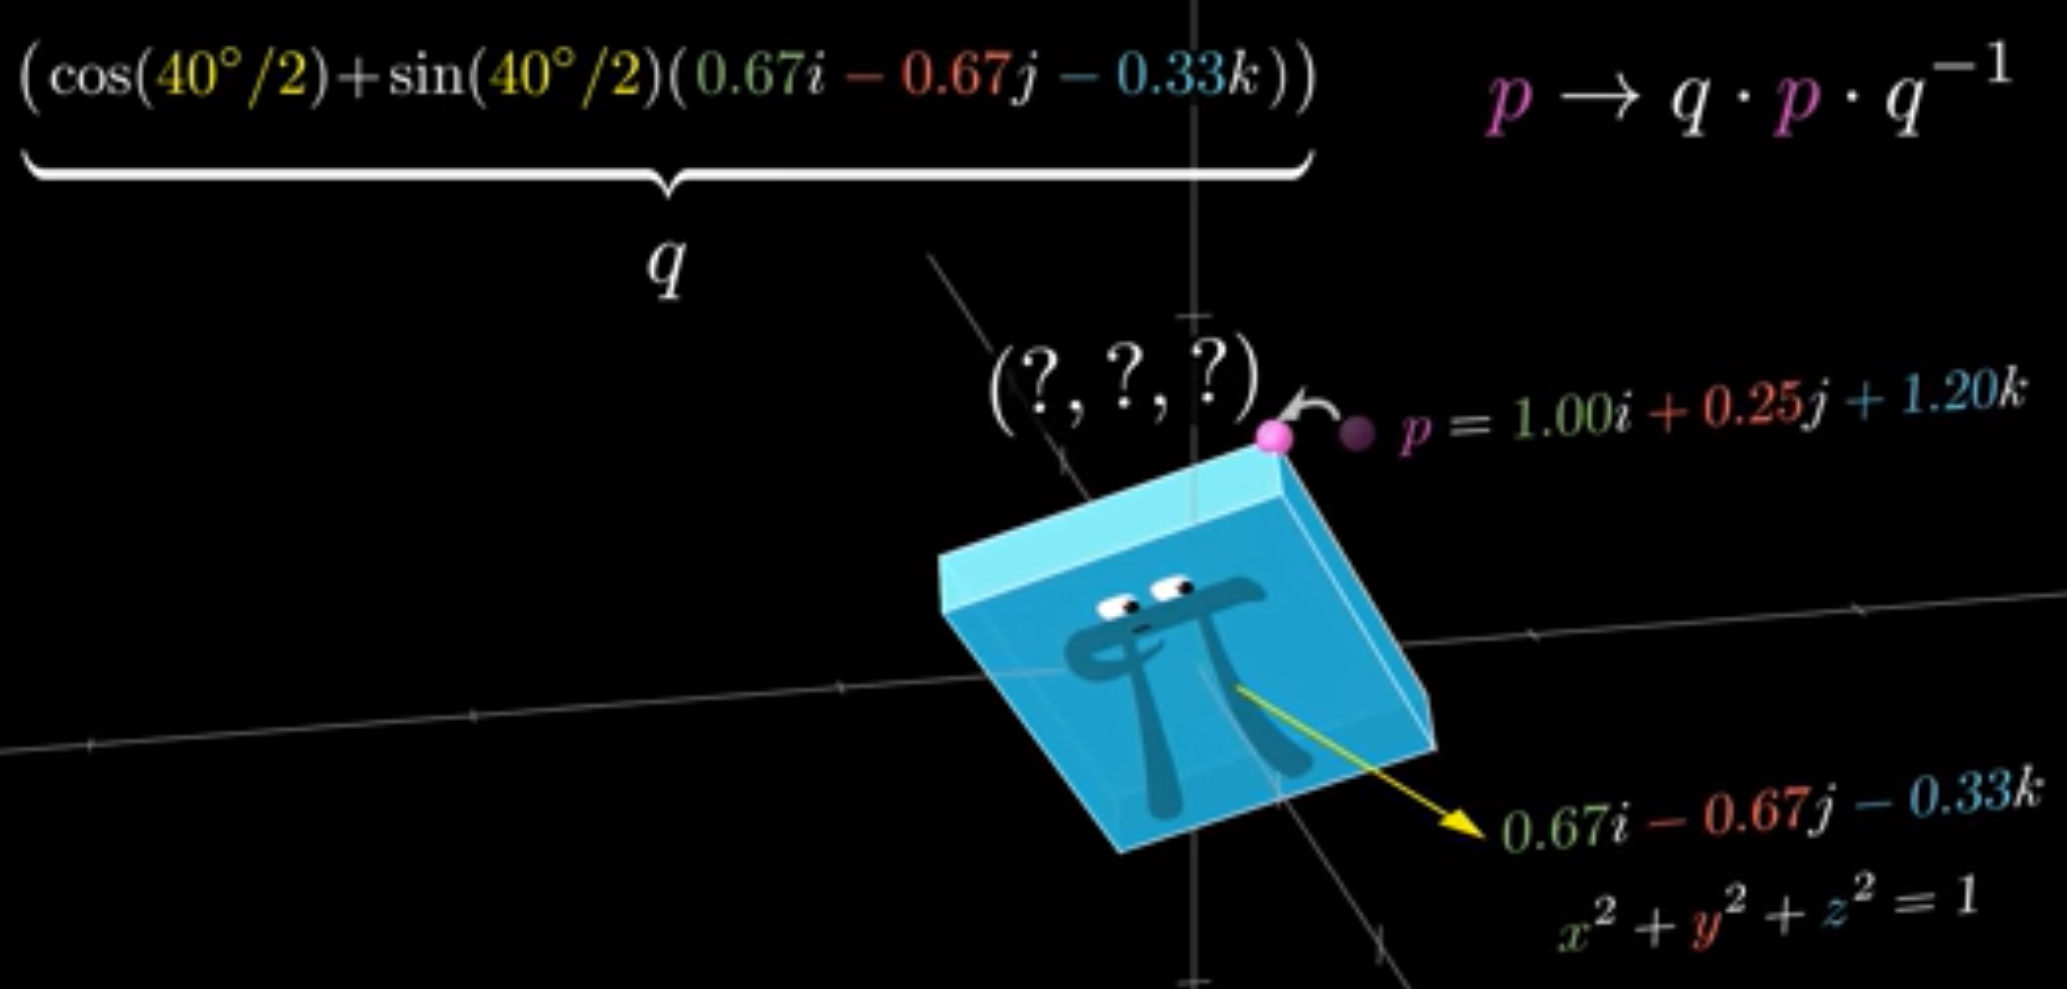 (cos(40°/2)+sin(40°/2)(0.67i − 0.67j − 0.33k))
p → q · p · q⁻¹
q
(?, ?, ?)
p = 1.00i + 0.25j + 1.20k
0.67i − 0.67j − 0.33k
x² + y² + z² = 1